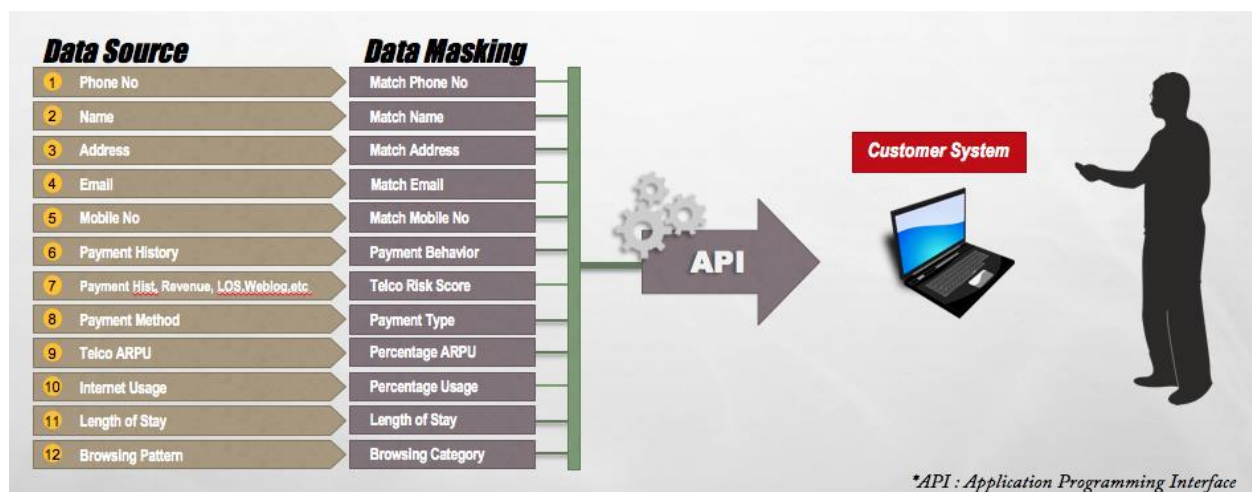 Data Source
Data Masking
1 Phone No
Match Phone No
2 Name
Match Name
3 Address
Match Address
4 Email
Match Email
5 Mobile No
Match Mobile No
6 Payment History
Payment Behavior
7 Payment Hist, Revenue, LOS,Weblog,etc
Telco Risk Score
8 Payment Method
Payment Type
9 Telco ARPU
Percentage ARPU
10 Internet Usage
Percentage Usage
11 Length of Stay
Length of Stay
12 Browsing Pattern
Browsing Category
API
Customer System
*API : Application Programming Interface